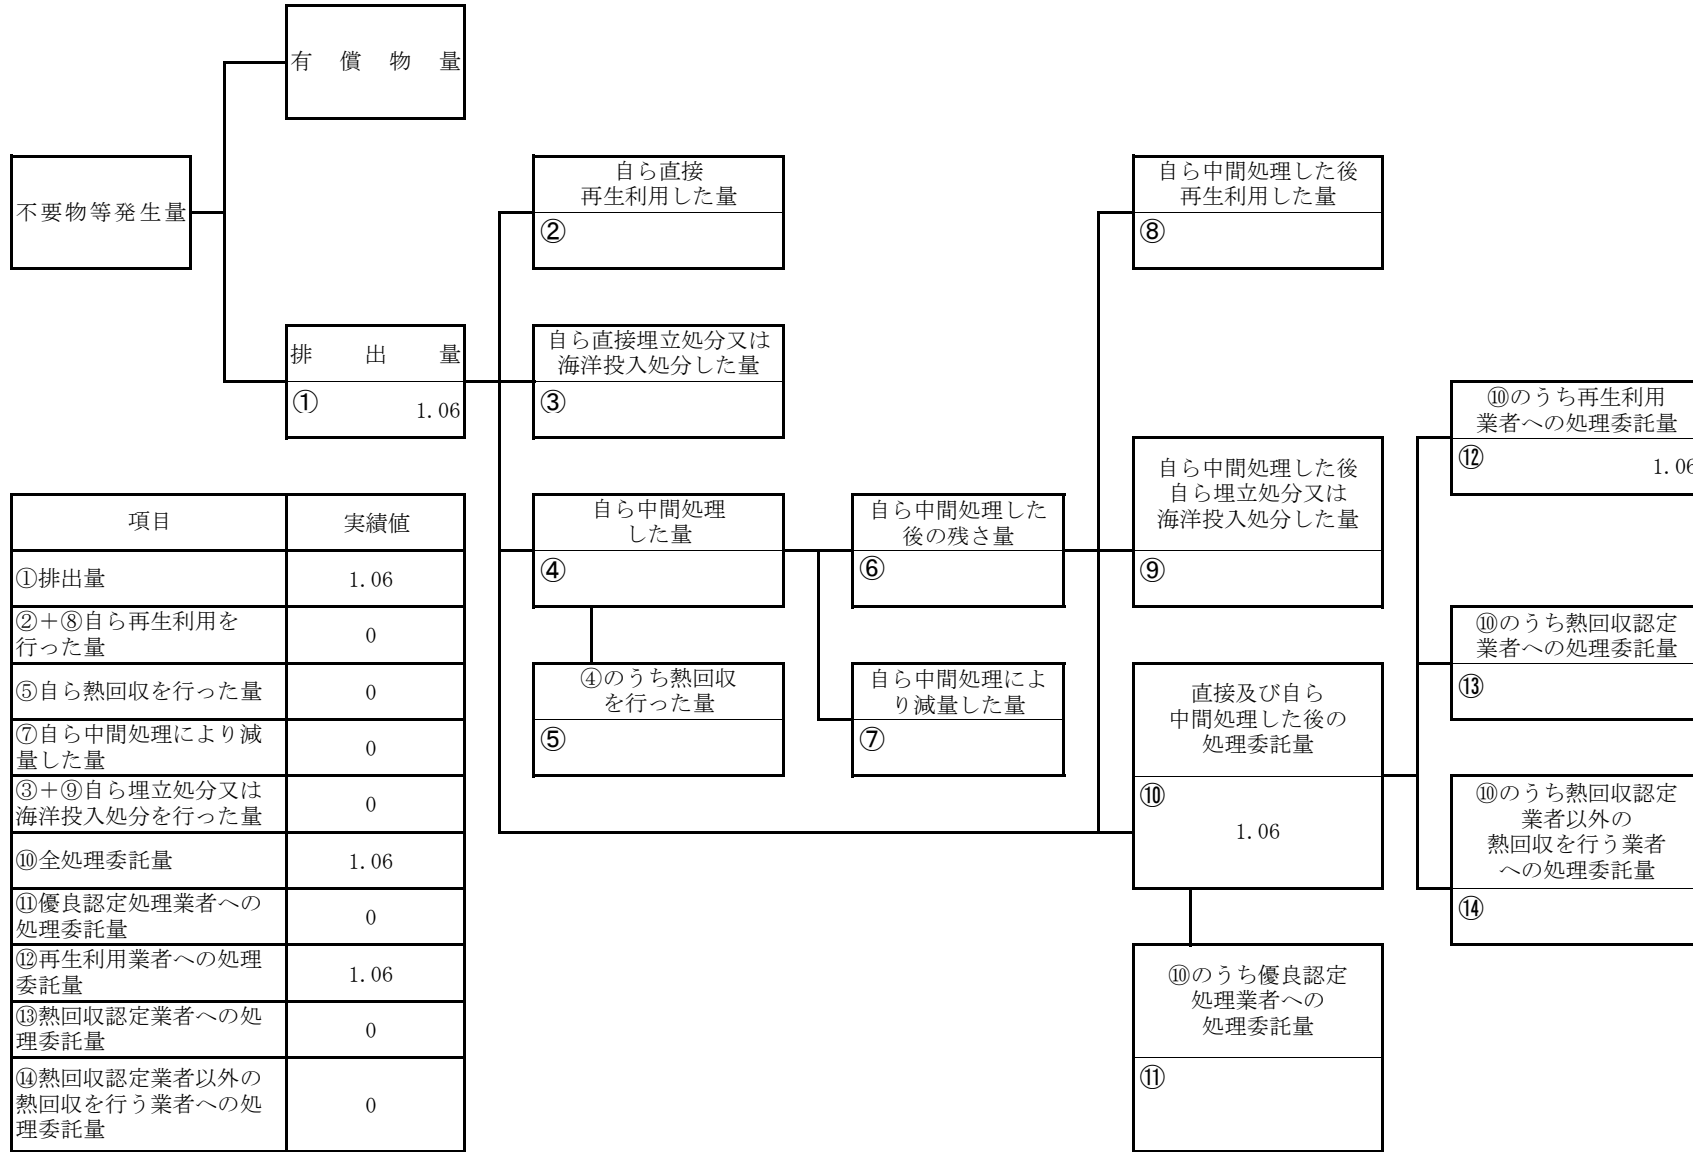 有償物量
不要物等発生量
自ら直接
再生利用した量
②
自ら中間処理した後
再生利用した量
⑧
排出量
①
1.06
自ら直接埋立処分又は
海洋投入処分した量
③
⑩のうち再生利用
業者への処理委託量
⑫
1.06
自ら中間処理した後
自ら埋立処分又は
海洋投入処分した量
⑨
自ら中間処理
した量
④
自ら中間処理した
後の残さ量
⑥
④のうち熱回収
を行った量
⑤
自ら中間処理によ
り減量した量
⑦
直接及び自ら
中間処理した後の
処理委託量
⑩
1.06
⑩のうち熱回収認定
業者への処理委託量
⑬
⑩のうち熱回収認定
業者以外の
熱回収を行う業者
への処理委託量
⑭
⑩のうち優良認定
処理業者への
処理委託量
⑪
項目 実績値
①排出量 1.06
②＋⑧自ら再生利用を
行った量 0
⑤自ら熱回収を行った量 0
⑦自ら中間処理により減
量した量 0
③＋⑨自ら埋立処分又は
海洋投入処分を行った量 0
⑩全処理委託量 1.06
⑪優良認定処理業者への
処理委託量 0
⑫再生利用業者への処理
委託量 1.06
⑬熱回収認定業者への処
理委託量 0
⑭熱回収認定業者以外の
熱回収を行う業者への処
理委託量 0